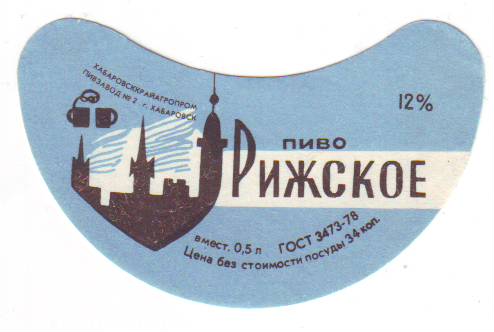 ХАБАРОВСККРАЙАГРОПРОМ
ПИВЗАВОД № 2 г. ХАБАРОВСК
12%
ПИВО
РИЖСКОЕ
вмест. 0,5 л ГОСТ 3473-78
Цена без стоимости посуды 34 коп.